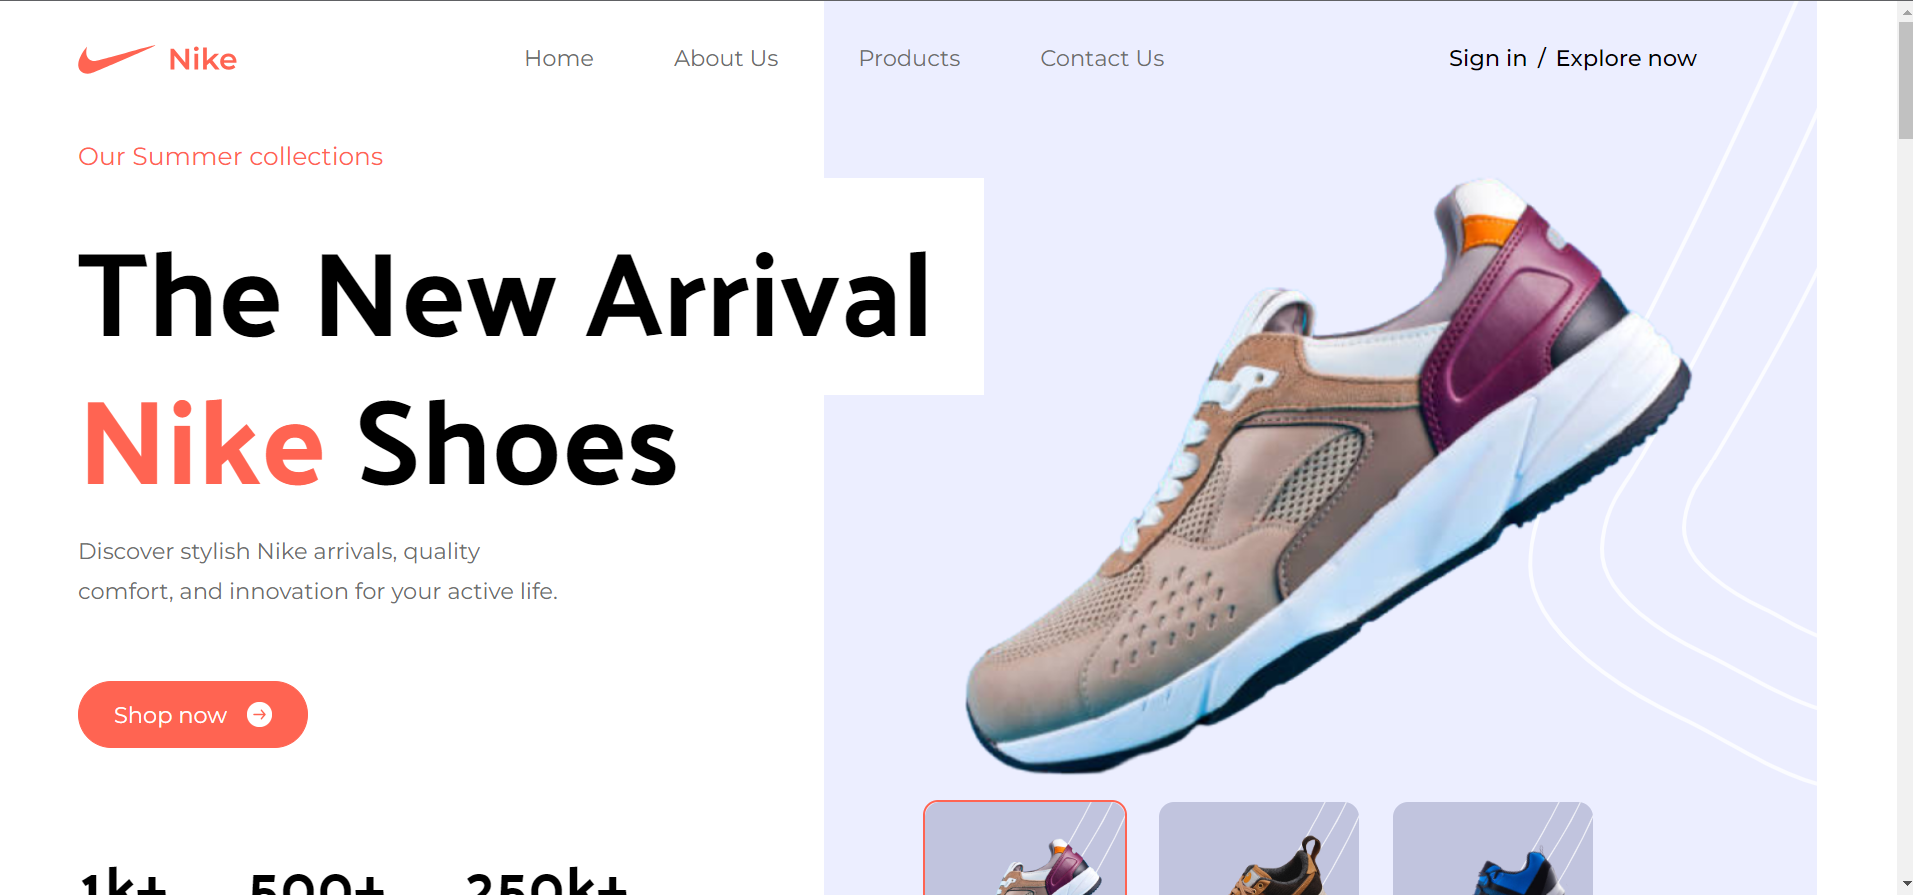 Nike
Home
About Us
Products
Contact Us
Sign in / Explore now
Our Summer collections
The New Arrival
Nike Shoes
Discover stylish Nike arrivals, quality
comfort, and innovation for your active life.
Shop now
1k+ 500+ 250k+